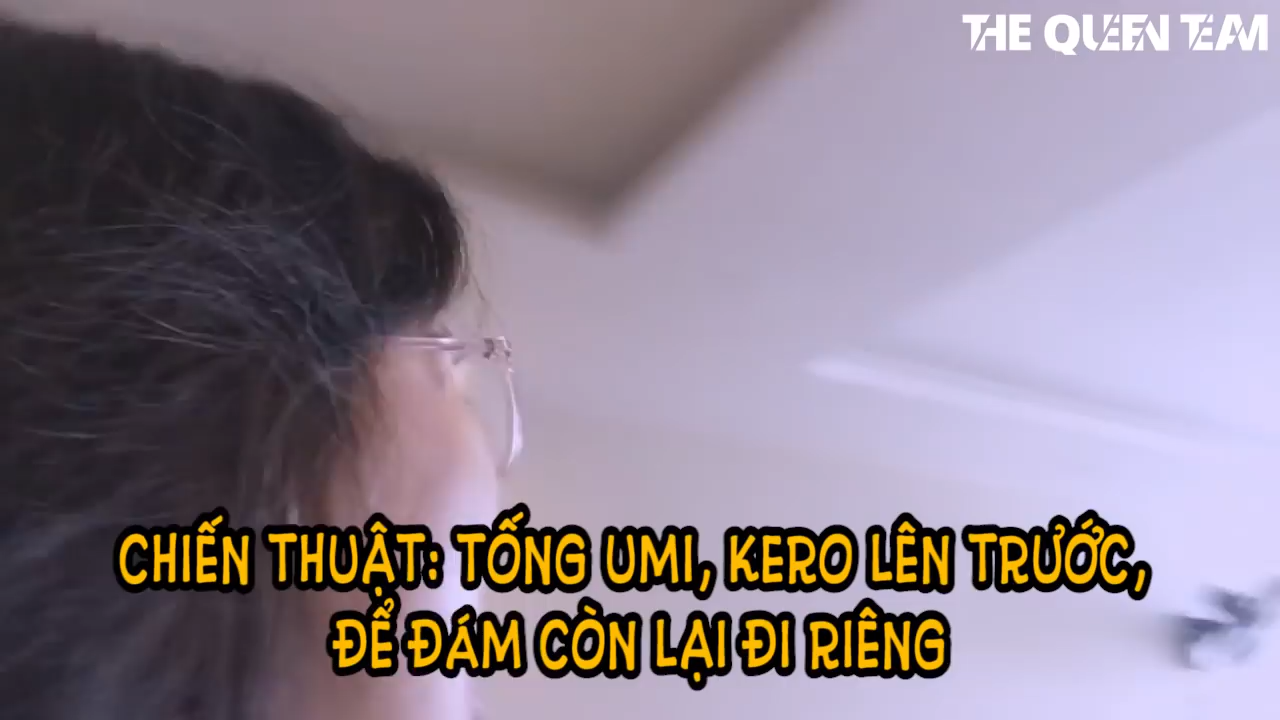 THE QUEEN TEAM
CHIẾN THUẬT: TỐNG UMI, KERO LÊN TRƯỚC,
ĐỂ ĐÁM CÒN LẠI ĐI RIÊNG